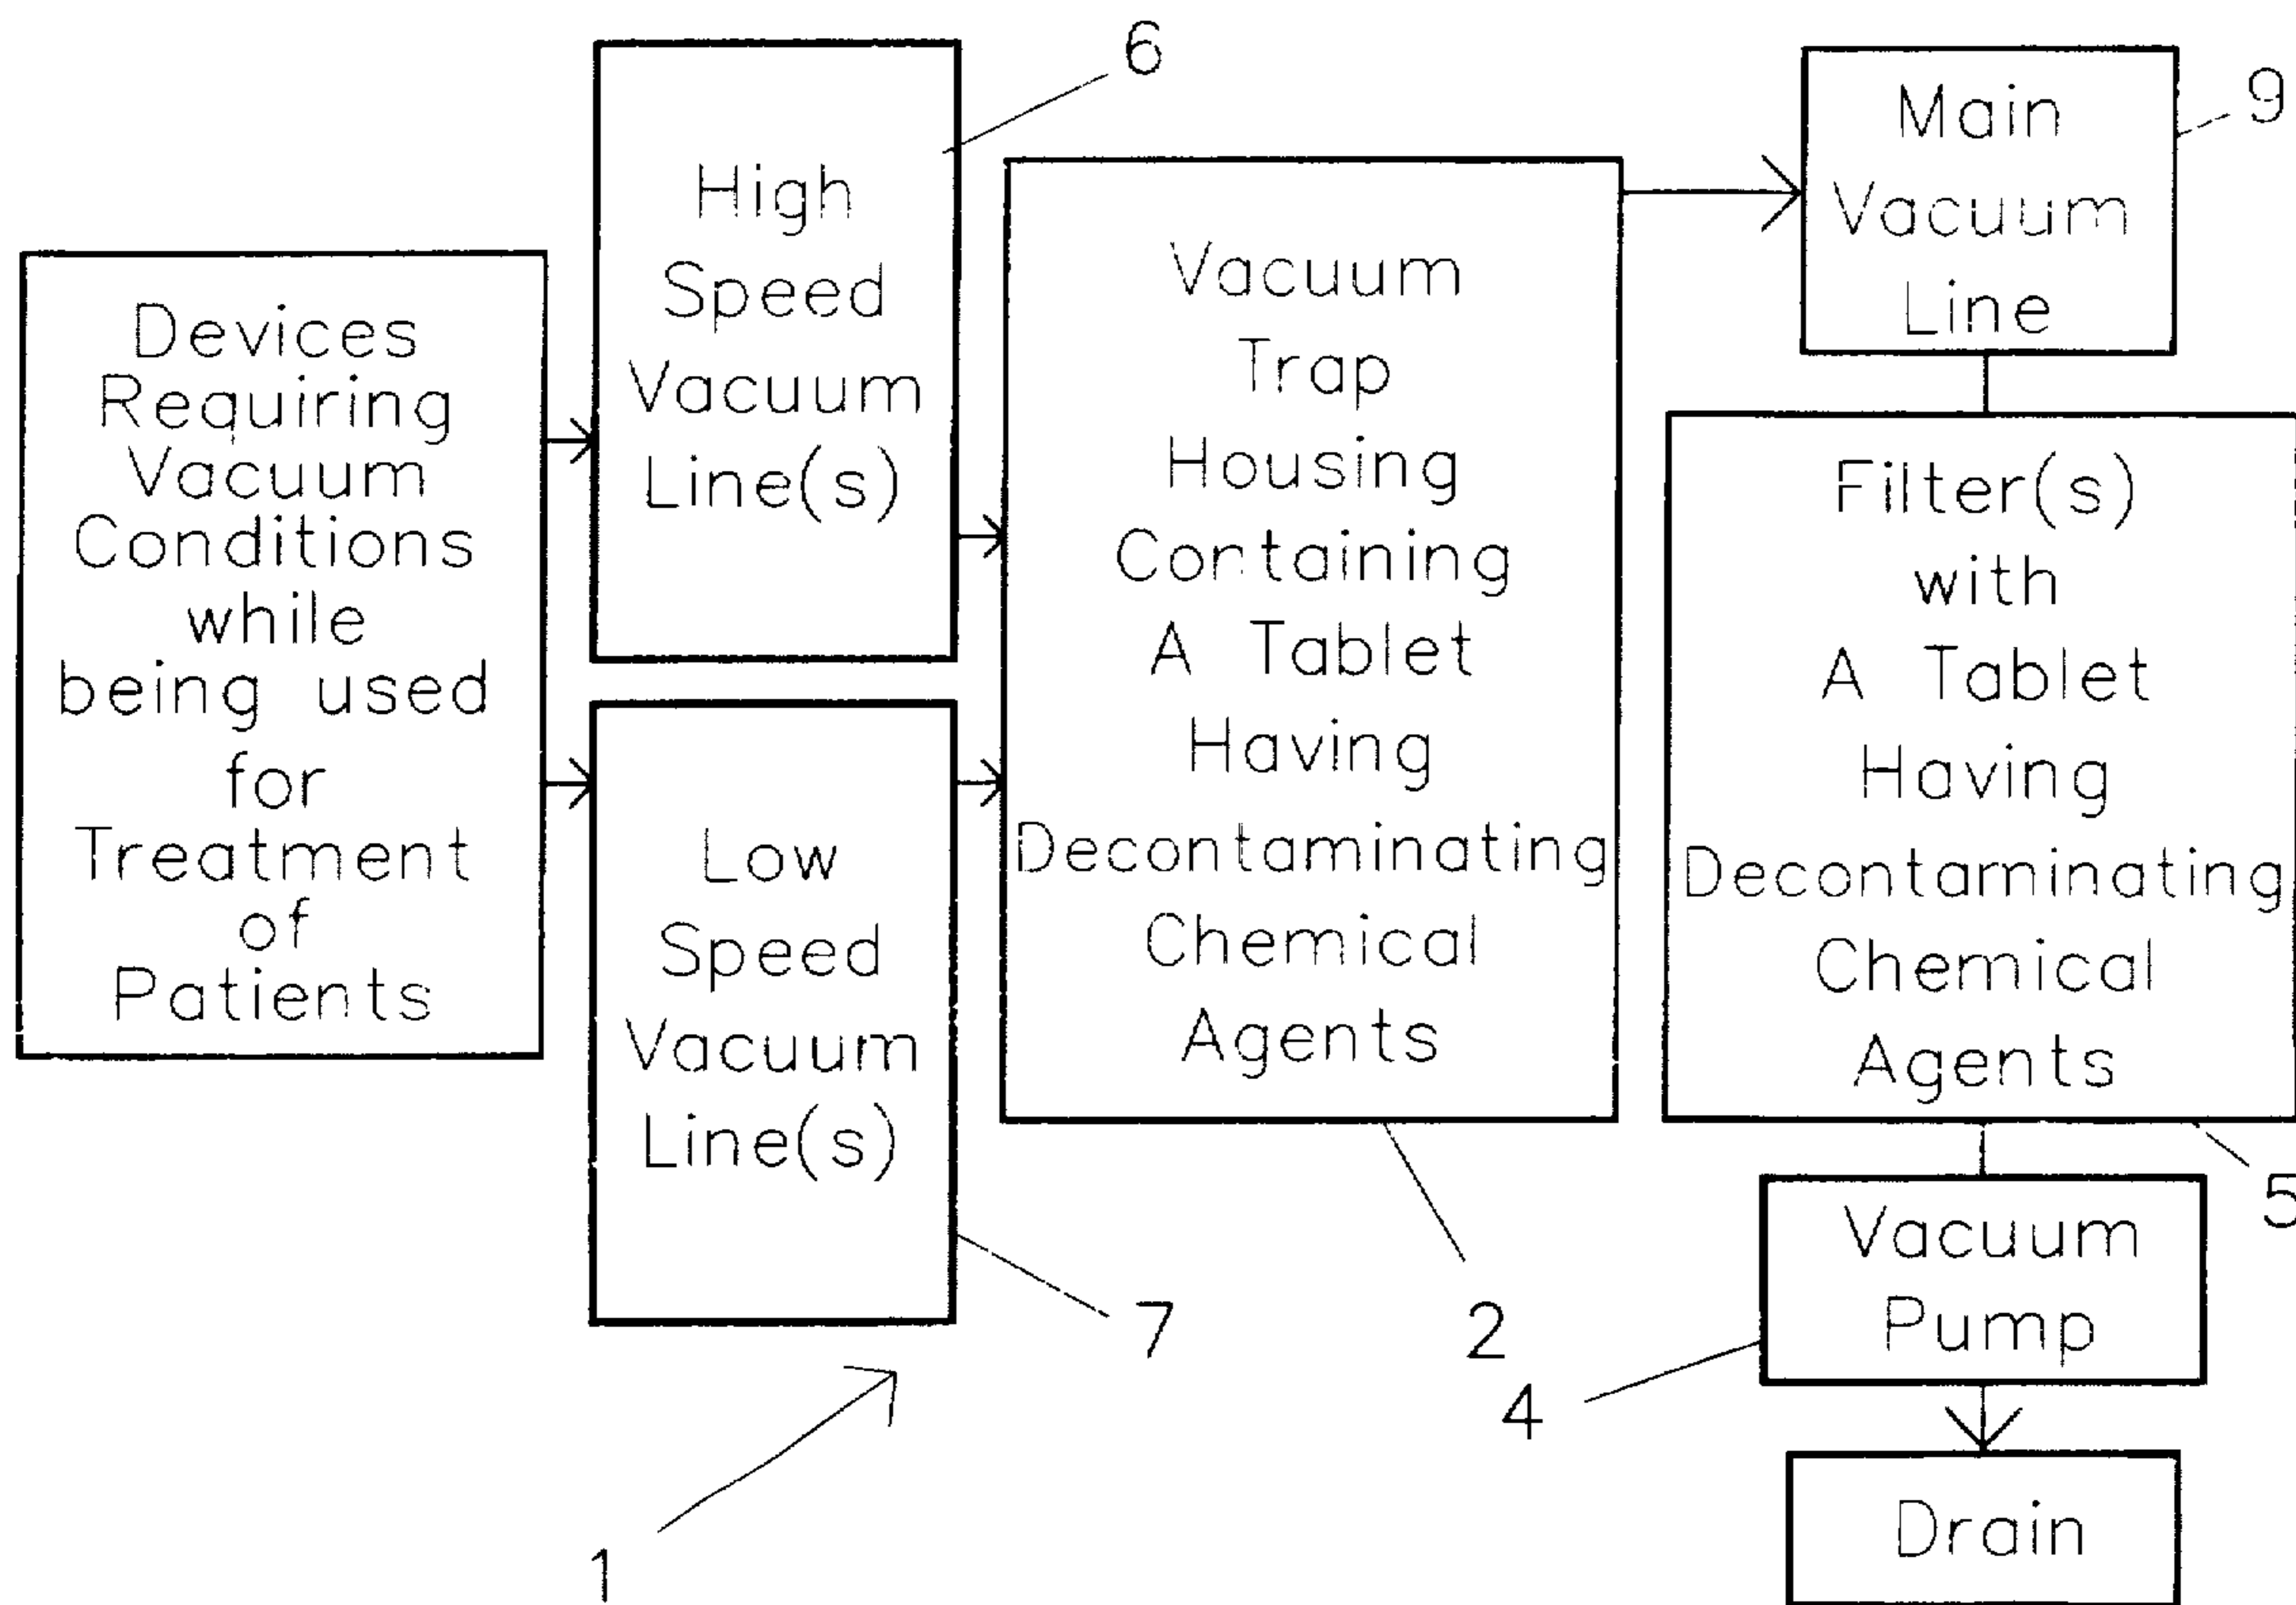 Devices
Requiring
Vacuum
Conditions
while
being used
for
Treatment
of
Patients
High
Speed
Vacuum
Line(s)
6
Low
Speed
Vacuum
Line(s)
7
1
Vacuum
Trap
Housing
Containing
A Tablet
Having
Decontaminating
Chemical
Agents
2
Main
Vacuum
Line
9
Filter(s)
with
A Tablet
Having
Decontaminating
Chemical
Agents
5
Vacuum
Pump
4
Drain